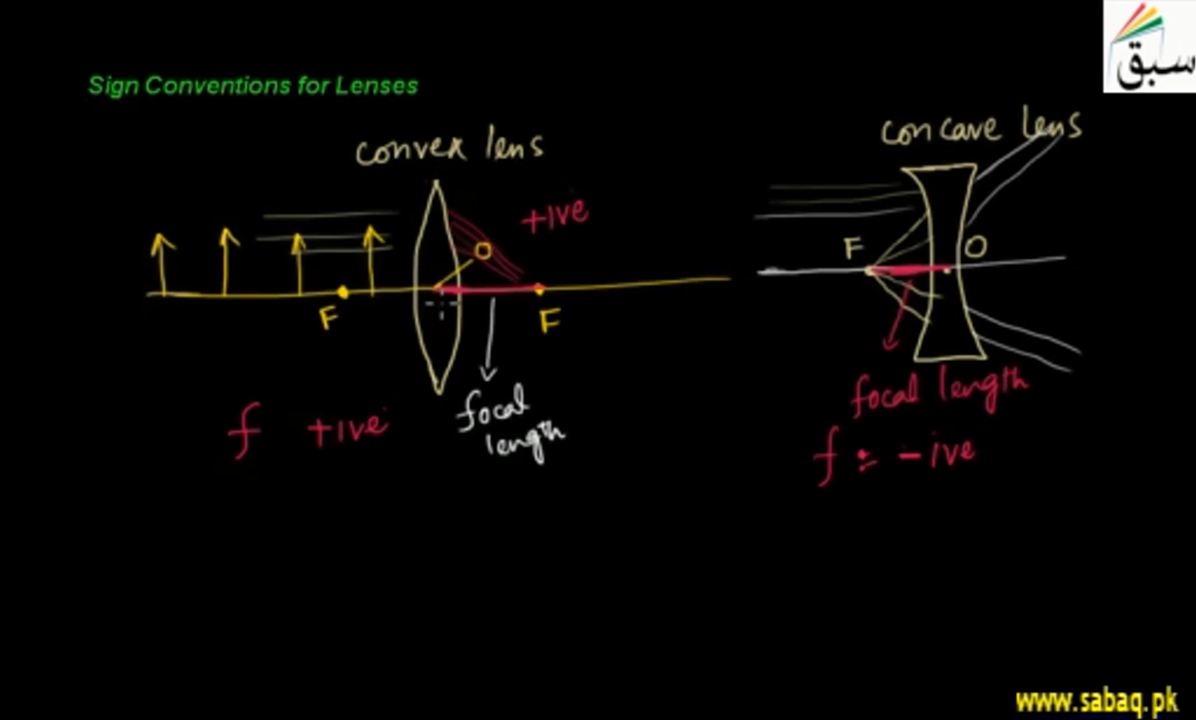 سبق
Sign Conventions for Lenses
convex lens
concave lens
+ive
O
F
F
F
O
focal
length
f +ive
focal length
f : -ive
www.sabaq.pk